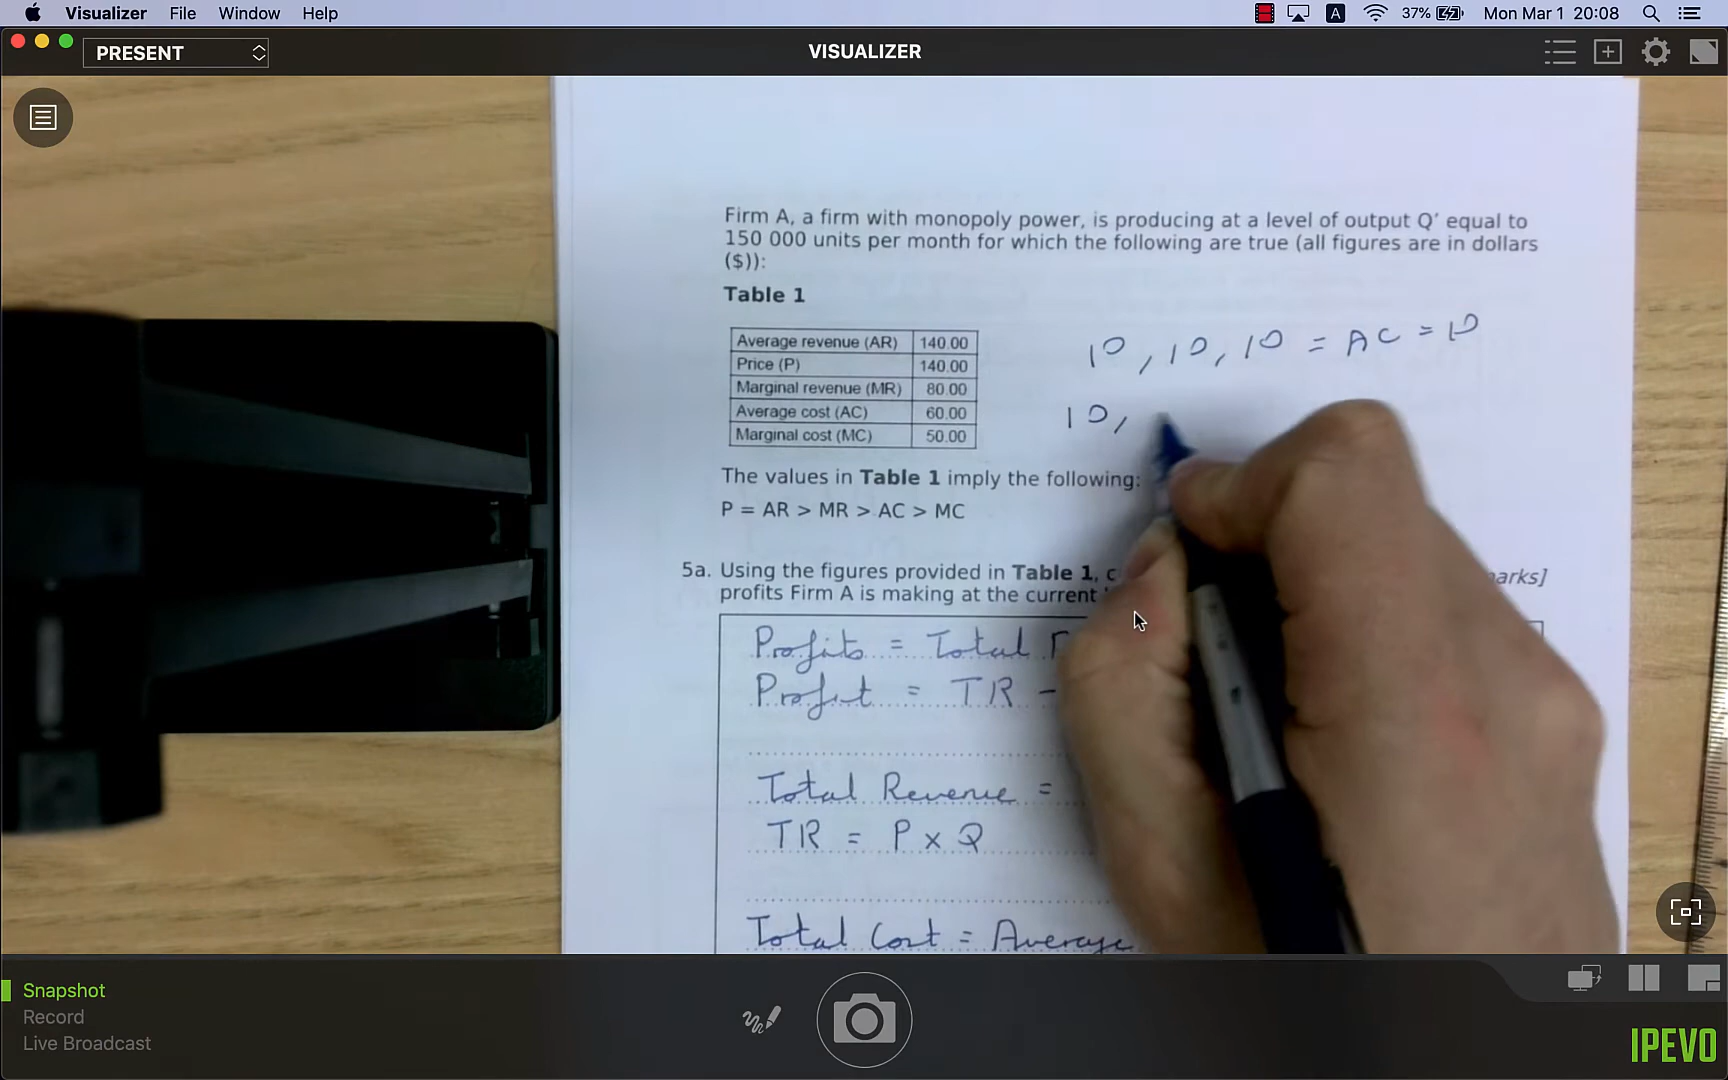 Visualizer File Window Help 37% Mon Mar 1 20:08
PRESENT
VISUALIZER
Firm A, a firm with monopoly power, is producing at a level of output Q' equal to
150 000 units per month for which the following are true (all figures are in dollars
($)):
Table 1
Average revenue (AR) 140.00
Price (P) 140.00
Marginal revenue (MR) 80.00
Average cost (AC) 60.00
Marginal cost (MC) 50.00
10, 10, 10 = AC = 10
10,
The values in Table 1 imply the following:
P = AR > MR > AC > MC
5a. Using the figures provided in Table 1, 
profits Firm A is making at the current
Profits = Total
Profit = TR -
Total Revenue =
TR = P x Q
Total Cost = Average
Snapshot
Record
Live Broadcast
IPEVO